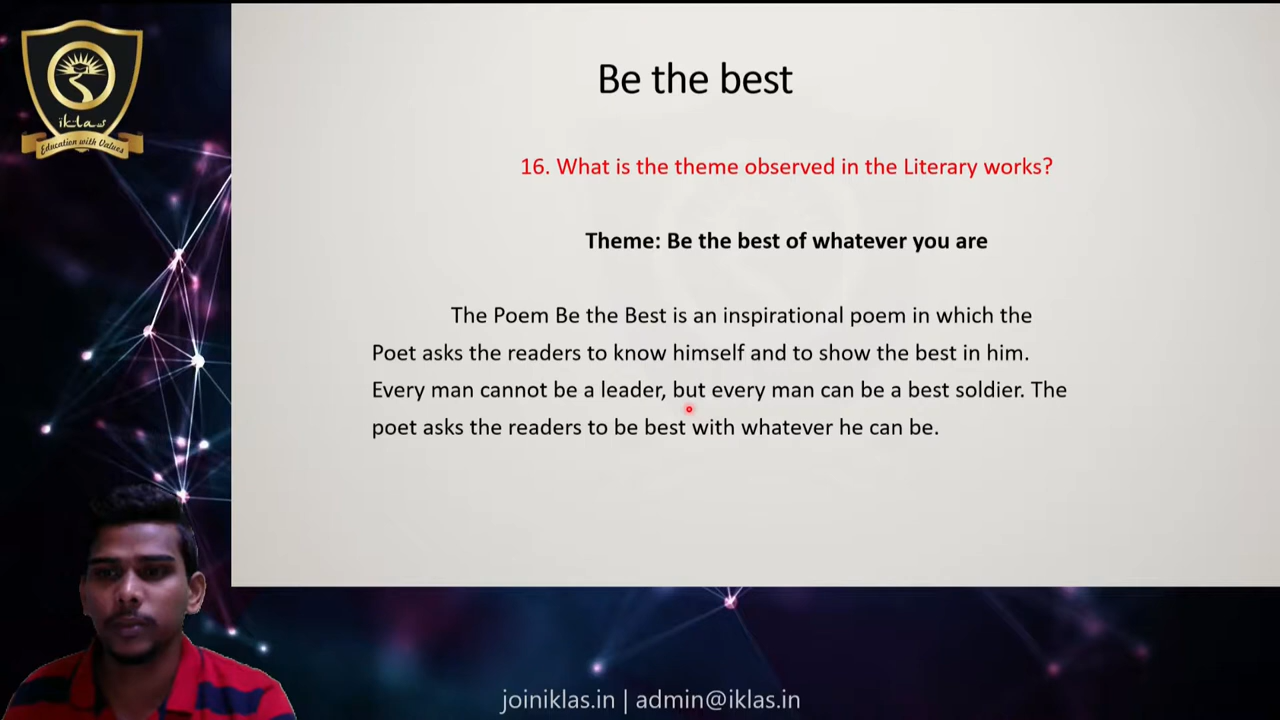 iklas
Education with Values
Be the best
16. What is the theme observed in the Literary works?
Theme: Be the best of whatever you are
The Poem Be the Best is an inspirational poem in which the
Poet asks the readers to know himself and to show the best in him.
Every man cannot be a leader, but every man can be a best soldier. The
poet asks the readers to be best with whatever he can be.
joiniklas.in | admin@iklas.in